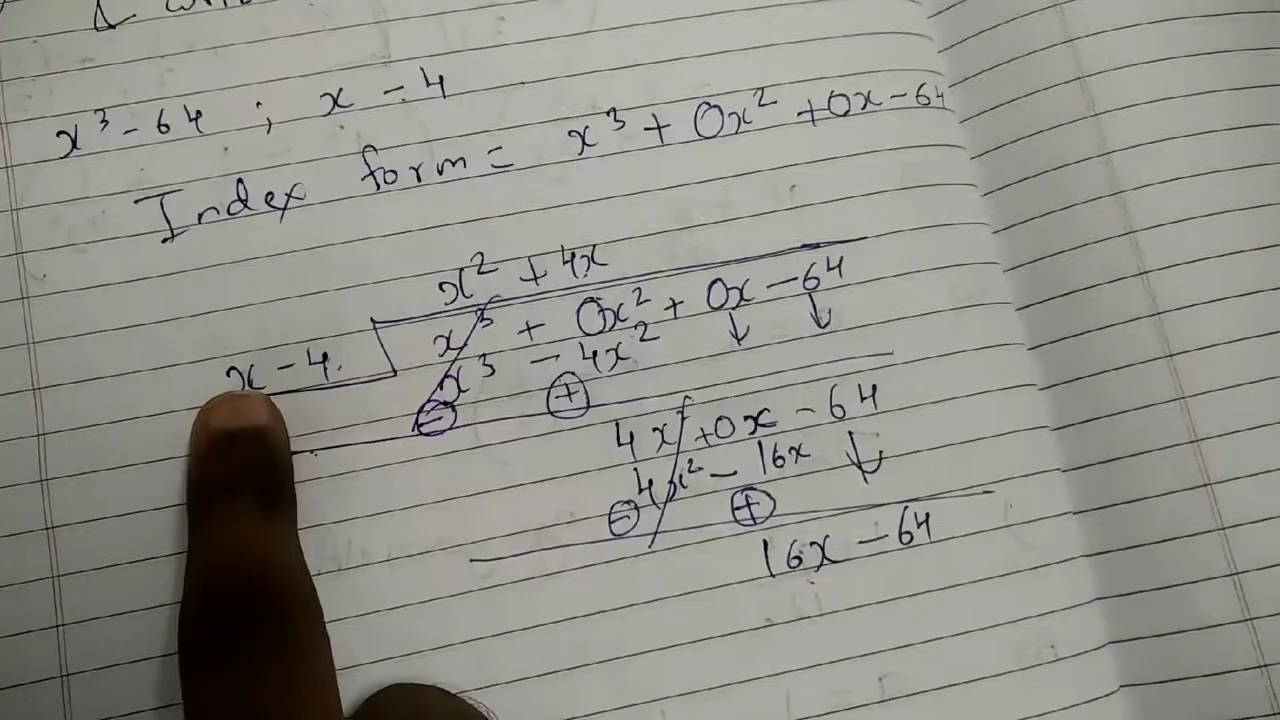 x³ - 64 ; x - 4
Index form = x³ + 0x² + 0x - 64
x² + 4x
x - 4. x³ + 0x² + 0x - 64
x³ - 4x² ↓ ↓
⊖ ⊕
4x² + 0x - 64
4x² - 16x ↓
⊖ ⊕
16x - 64